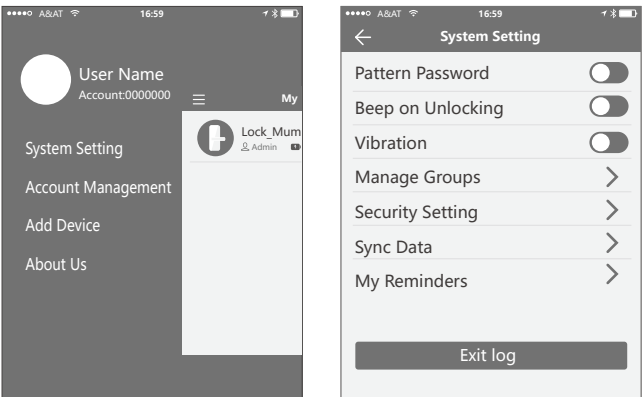 A&AT 16:59
User Name
Account:0000000
My
Lock_Mum
Admin
System Setting
Account Management
Add Device
About Us
A&AT 16:59
System Setting
Pattern Password
Beep on Unlocking
Vibration
Manage Groups
Security Setting
Sync Data
My Reminders
Exit log